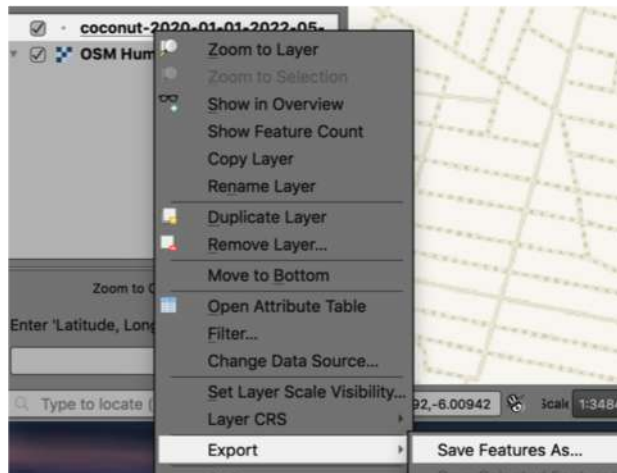 coconut-2020-01-01-2022-05-
OSM Hum
Zoom to Layer
Zoom to Selection
Show in Overview
Show Feature Count
Copy Layer
Rename Layer
Duplicate Layer
Remove Layer...
Move to Bottom
Zoom to
Open Attribute Table
Enter 'Latitude, Long
Filter...
Change Data Source...
Set Layer Scale Visibility...
Type to locate (
92,-6.00942
Scale
1:3484
Layer CRS
Export
Save Features As...